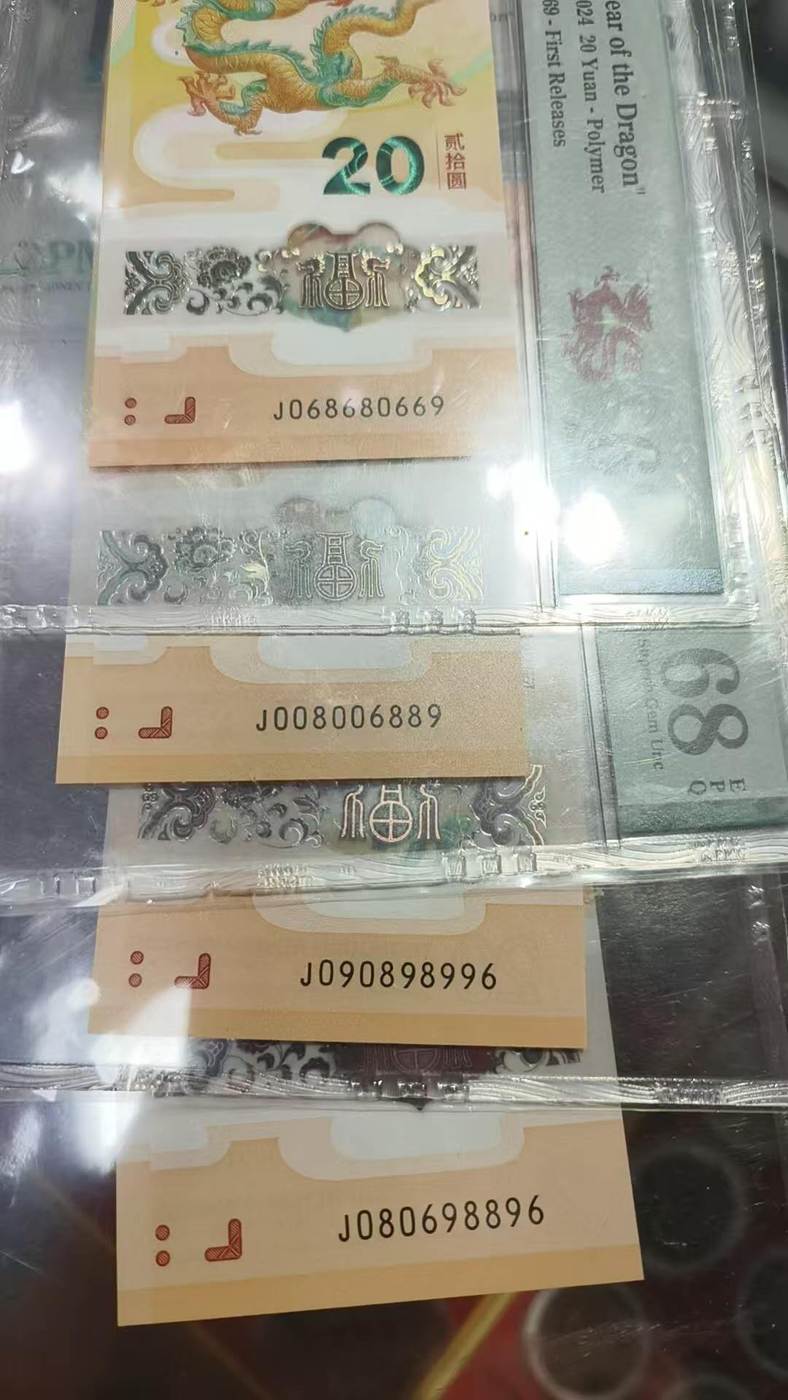 ear of the Dragon"
024 20 Yuan - Polymer
69 - First Releases
20
贰拾圆
J068680669
J008006889
68
EPQ
Superb Gem Unc
J090898996
J080698896